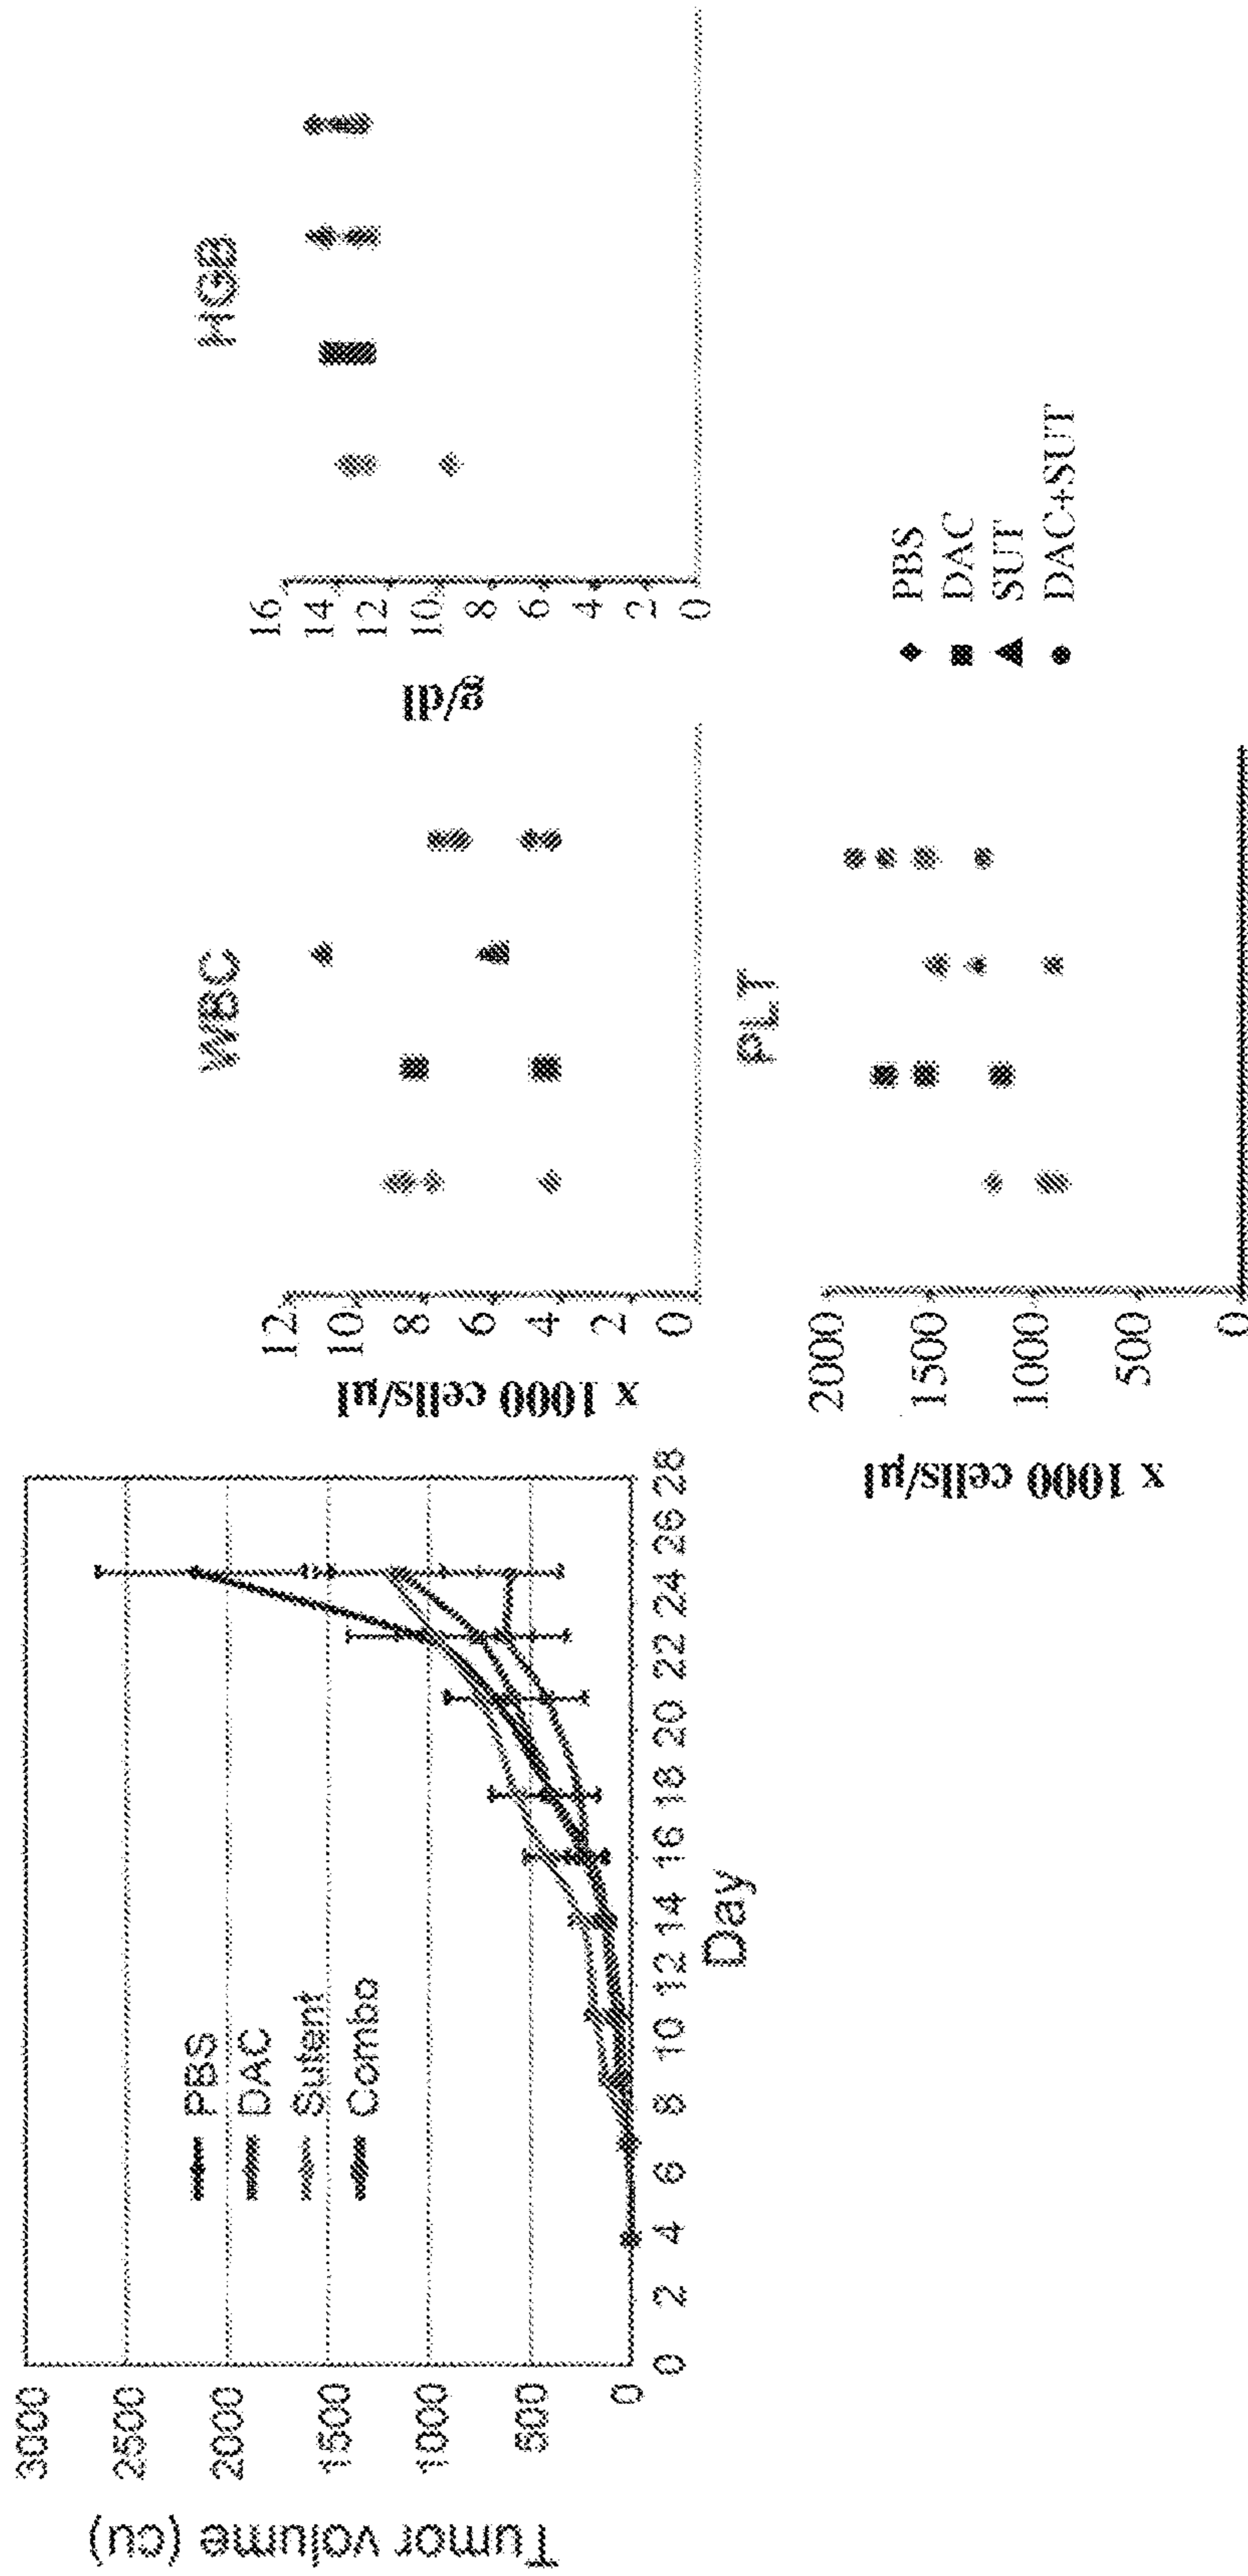 Tumor volume (cu)
3000
2500
2000
1500
1000
500
0
PBS
DAC
Sutent
Combo
0 2 4 6 8 10 12 14 16 18 20 22 24 26 28
Day
WBC
x 1000 cells/µl
12
10
8
6
4
2
0
HGB
g/dl
16
14
12
10
8
6
4
2
0
PLT
x 1000 cells/µl
2000
1500
1000
500
0
PBS
DAC
SUT
DAC+SUT